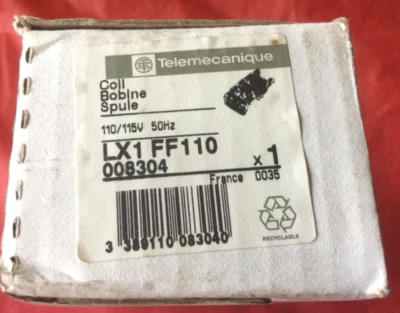 Telemecanique
Coil
Bobine
Spule
110/115V 50Hz
LX1 FF110
008304
x 1
France 0035
3 389110 083040
RECYCLABLE